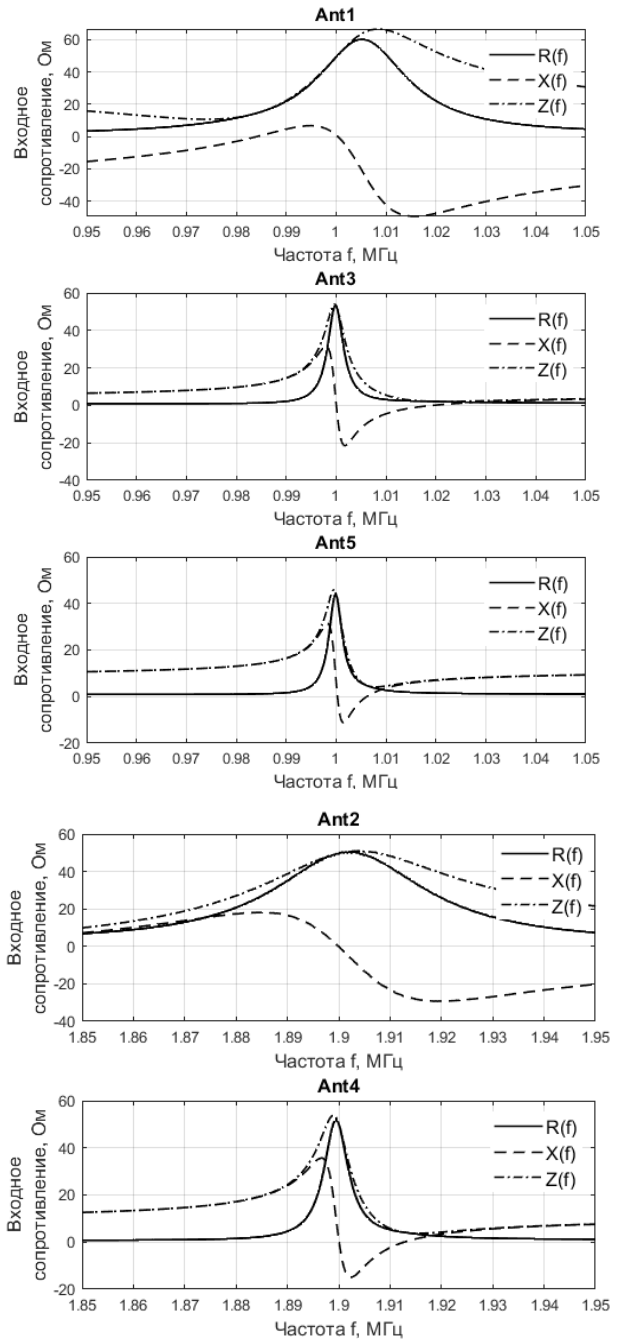 Ant1
Входное
сопротивление, Ом
60
40
20
0
-20
-40
R(f)
X(f)
Z(f)
0.95 0.96 0.97 0.98 0.99 1 1.01 1.02 1.03 1.04 1.05
Частота f, МГц
Ant3
Входное
сопротивление, Ом
60
40
20
0
-20
-40
R(f)
X(f)
Z(f)
0.95 0.96 0.97 0.98 0.99 1 1.01 1.02 1.03 1.04 1.05
Частота f, МГц
Ant5
Входное
сопротивление, Ом
60
40
20
0
-20
R(f)
X(f)
Z(f)
0.95 0.96 0.97 0.98 0.99 1 1.01 1.02 1.03 1.04 1.05
Частота f, МГц
Ant2
Входное
сопротивление, Ом
60
40
20
0
-20
-40
R(f)
X(f)
Z(f)
1.85 1.86 1.87 1.88 1.89 1.9 1.91 1.92 1.93 1.94 1.95
Частота f, МГц
Ant4
Входное
сопротивление, Ом
60
40
20
0
-20
R(f)
X(f)
Z(f)
1.85 1.86 1.87 1.88 1.89 1.9 1.91 1.92 1.93 1.94 1.95
Частота f, МГц